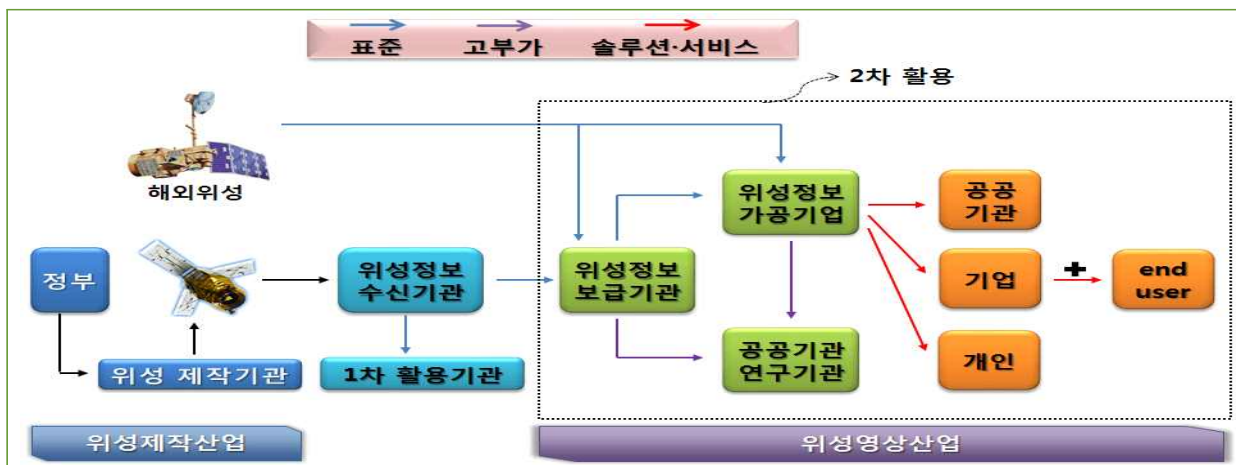 표준 고부가 솔루션·서비스
2차 활용
해외위성
위성정보
가공기업
공공
기관
정부
위성정보
수신기관
위성정보
보급기관
기업
+
end
user
위성 제작기관
1차 활용기관
공공기관
연구기관
개인
위성제작산업
위성영상산업